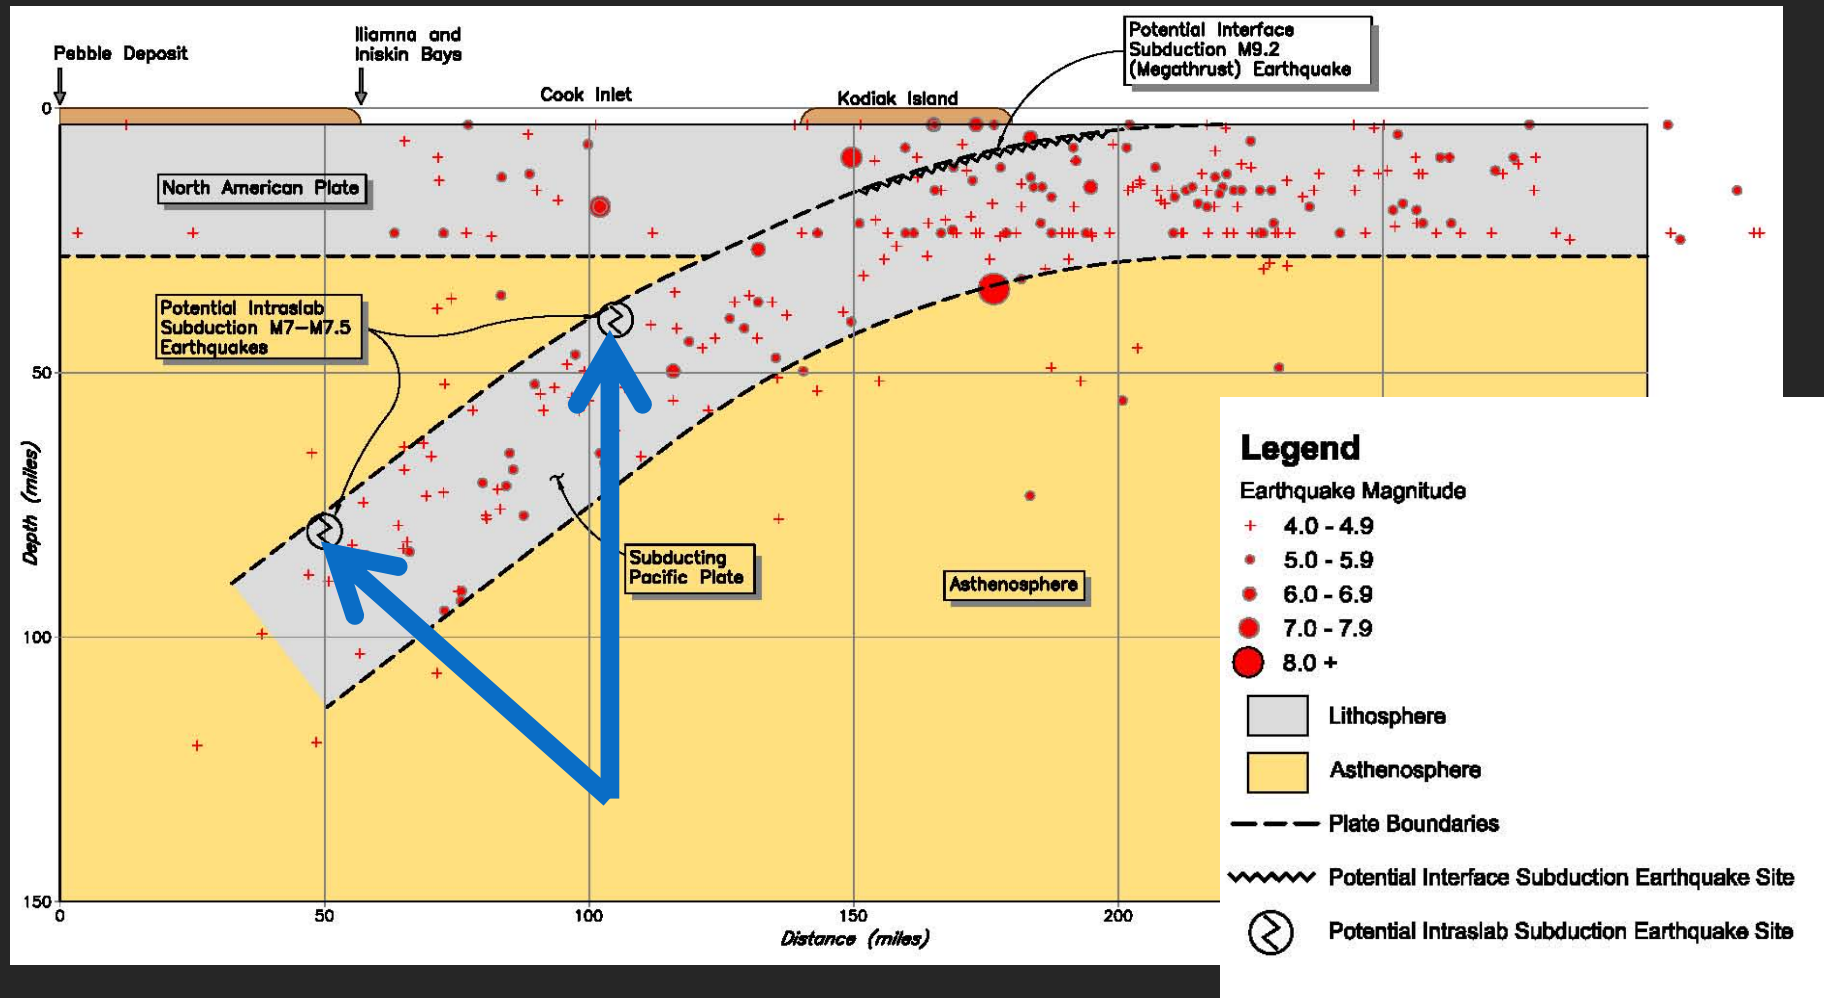 Pebble Deposit
Iliamna and
Iniskin Bays
Cook Inlet
Kodiak Island
Potential Interface
Subduction M9.2
(Megathrust) Earthquake
North American Plate
Potential Intraslab
Subduction M7-M7.5
Earthquakes
Subducting
Pacific Plate
Asthenosphere
Depth (miles)
0
50
100
150
0
50
100
150
200
Distance (miles)
Legend
Earthquake Magnitude
4.0 - 4.9
5.0 - 5.9
6.0 - 6.9
7.0 - 7.9
8.0 +
Lithosphere
Asthenosphere
Plate Boundaries
Potential Interface Subduction Earthquake Site
Potential Intraslab Subduction Earthquake Site